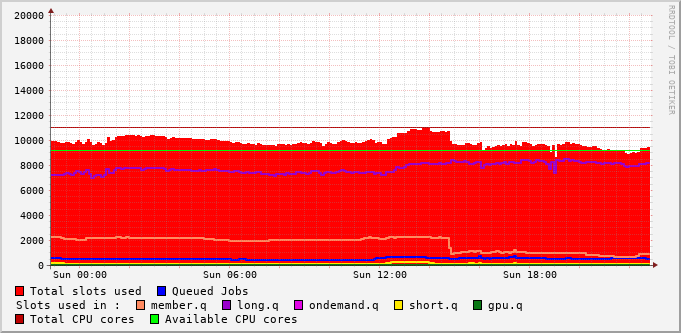 20000
18000
16000
14000
12000
10000
8000
6000
4000
2000
0
Sun 00:00 Sun 06:00 Sun 12:00 Sun 18:00
RRDTOOL / TOBI OETIKER
Total slots used Queued Jobs
Slots used in : member.q long.q ondemand.q short.q gpu.q
Total CPU cores Available CPU cores